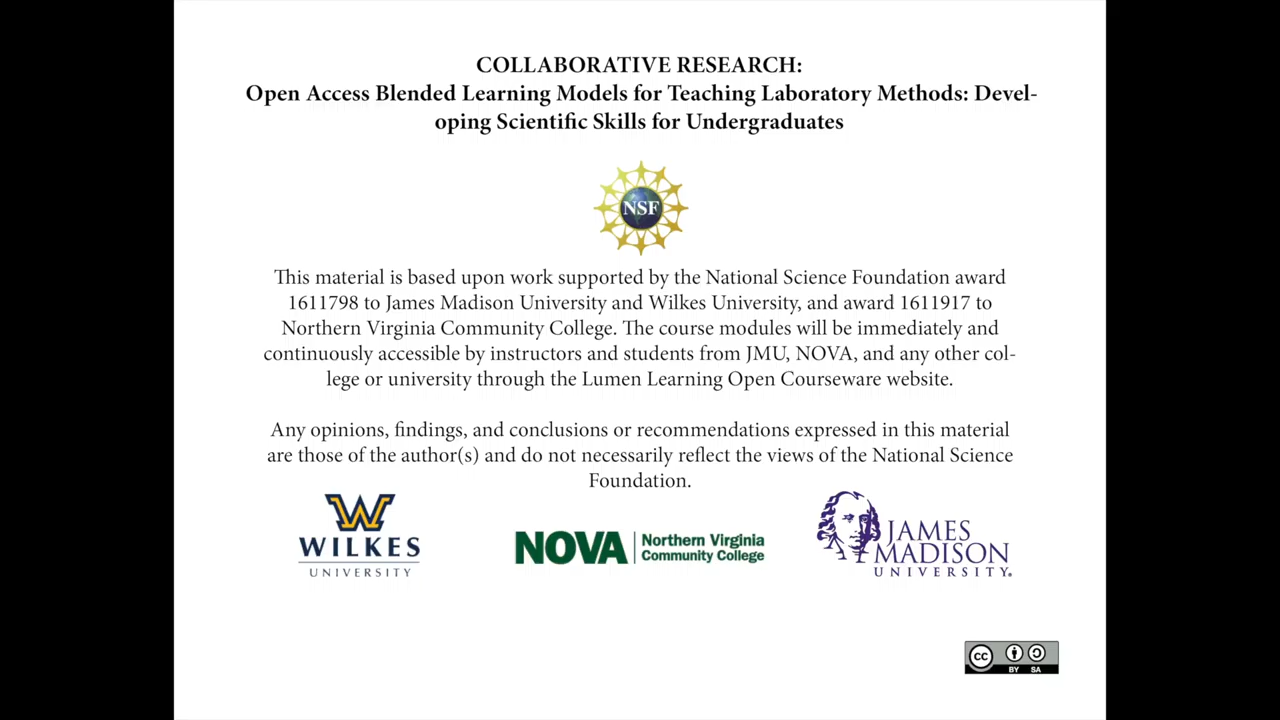 COLLABORATIVE RESEARCH:
Open Access Blended Learning Models for Teaching Laboratory Methods: Devel-
oping Scientific Skills for Undergraduates
NSF
This material is based upon work supported by the National Science Foundation award
1611798 to James Madison University and Wilkes University, and award 1611917 to
Northern Virginia Community College. The course modules will be immediately and
continuously accessible by instructors and students from JMU, NOVA, and any other col-
lege or university through the Lumen Learning Open Courseware website.
Any opinions, findings, and conclusions or recommendations expressed in this material
are those of the author(s) and do not necessarily reflect the views of the National Science
Foundation.
W
WILKES
UNIVERSITY
NOVA
Northern Virginia
Community College
JAMES
MADISON
UNIVERSITY®
CC
BY SA